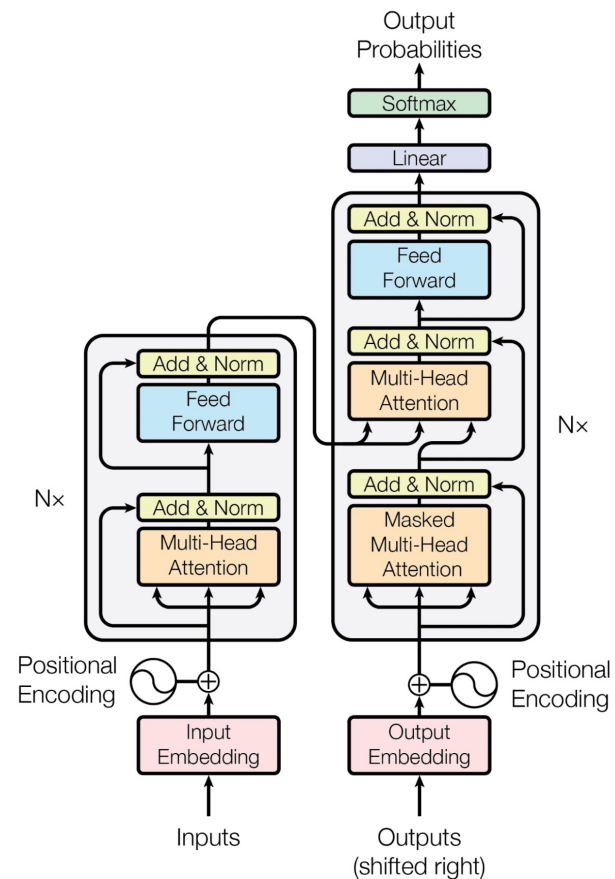 Output
Probabilities
Softmax
Linear
Add & Norm
Feed
Forward
Add & Norm
Multi-Head
Attention
Add & Norm
Masked
Multi-Head
Attention
N×
Positional
Encoding
Output
Embedding
Outputs
(shifted right)
Add & Norm
Feed
Forward
Add & Norm
Multi-Head
Attention
N×
Positional
Encoding
Input
Embedding
Inputs